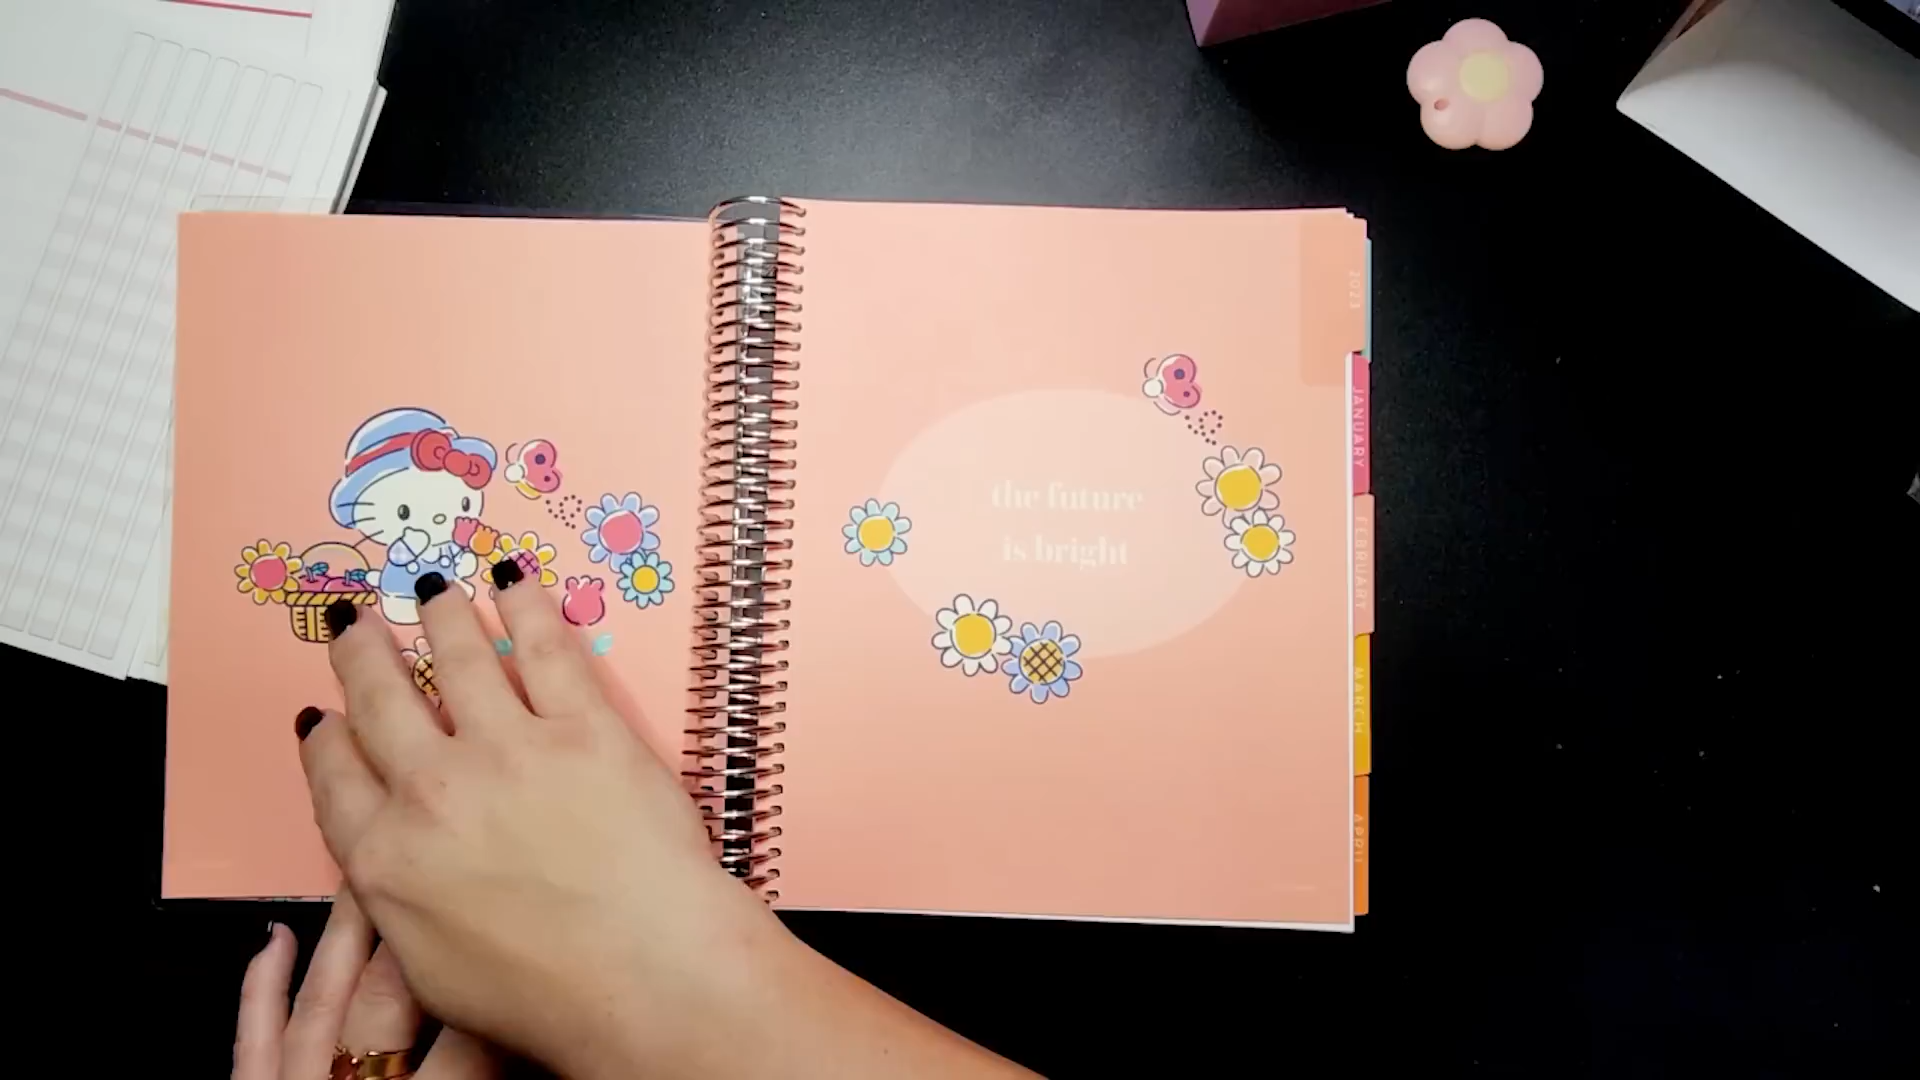 the future
is bright
2023
JANUARY
FEBRUARY
MARCH
APRIL